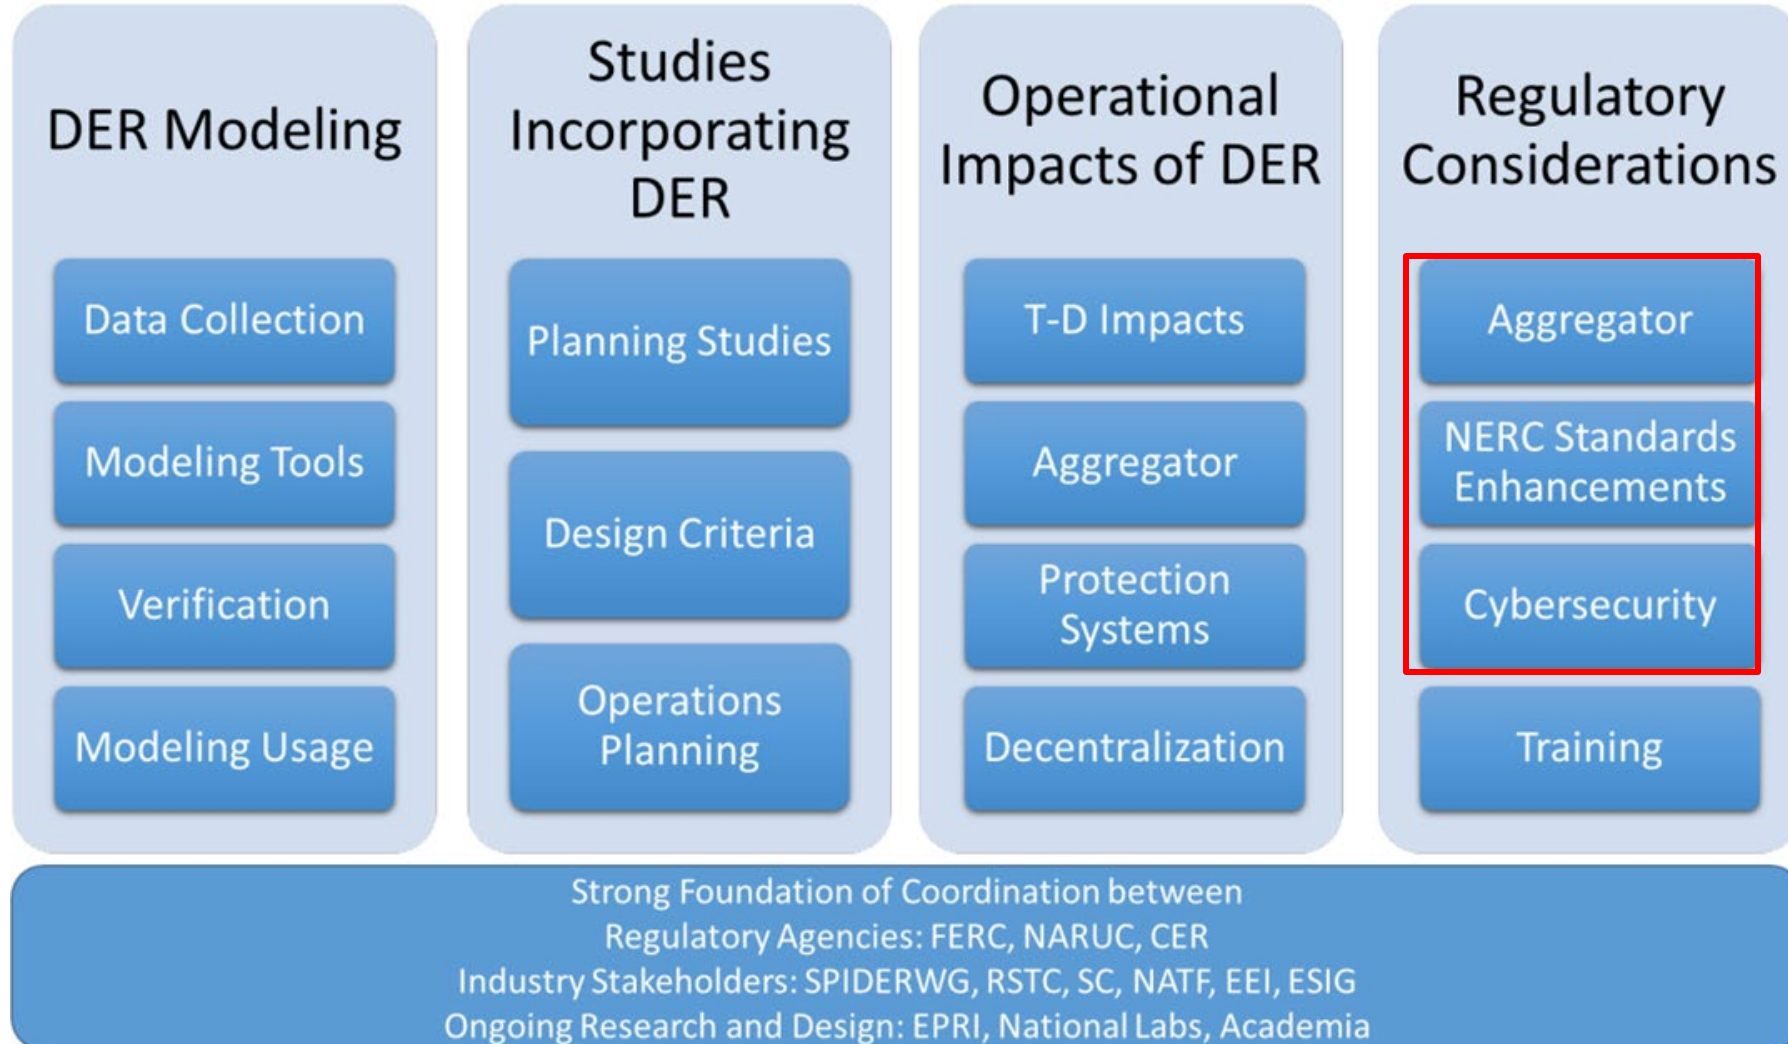 DER Modeling
Data Collection
Modeling Tools
Verification
Modeling Usage
Studies
Incorporating
DER
Planning Studies
Design Criteria
Operations
Planning
Operational
Impacts of DER
T-D Impacts
Aggregator
Protection
Systems
Decentralization
Regulatory
Considerations
Aggregator
NERC Standards
Enhancements
Cybersecurity
Training
Strong Foundation of Coordination between
Regulatory Agencies: FERC, NARUC, CER
Industry Stakeholders: SPIDERWG, RSTC, SC, NATF, EEI, ESIG
Ongoing Research and Design: EPRI, National Labs, Academia